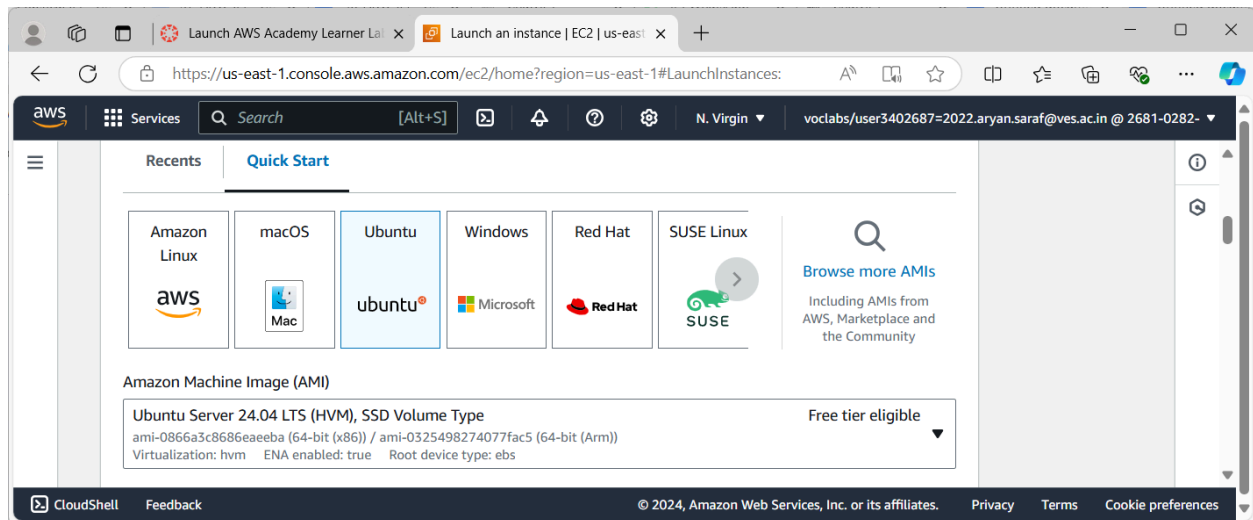 Launch AWS Academy Learner La
Launch an instance | EC2 | us-east
https://us-east-1.console.aws.amazon.com/ec2/home?region=us-east-1#LaunchInstances:
aws Services Search [Alt+S] N. Virgin voclabs/user3402687=2022.aryan.saraf@ves.ac.in @ 2681-0282-
Recents Quick Start
Amazon Linux
aws
macOS
Mac
Ubuntu
ubuntu
Windows
Microsoft
Red Hat
Red Hat
SUSE Linux
SUSE
Browse more AMIs
Including AMIs from
AWS, Marketplace and
the Community
Amazon Machine Image (AMI)
Ubuntu Server 24.04 LTS (HVM), SSD Volume Type Free tier eligible
ami-0866a3c8686eaeeba (64-bit (x86)) / ami-0325498274077fac5 (64-bit (Arm))
Virtualization: hvm ENA enabled: true Root device type: ebs
CloudShell Feedback © 2024, Amazon Web Services, Inc. or its affiliates. Privacy Terms Cookie preferences